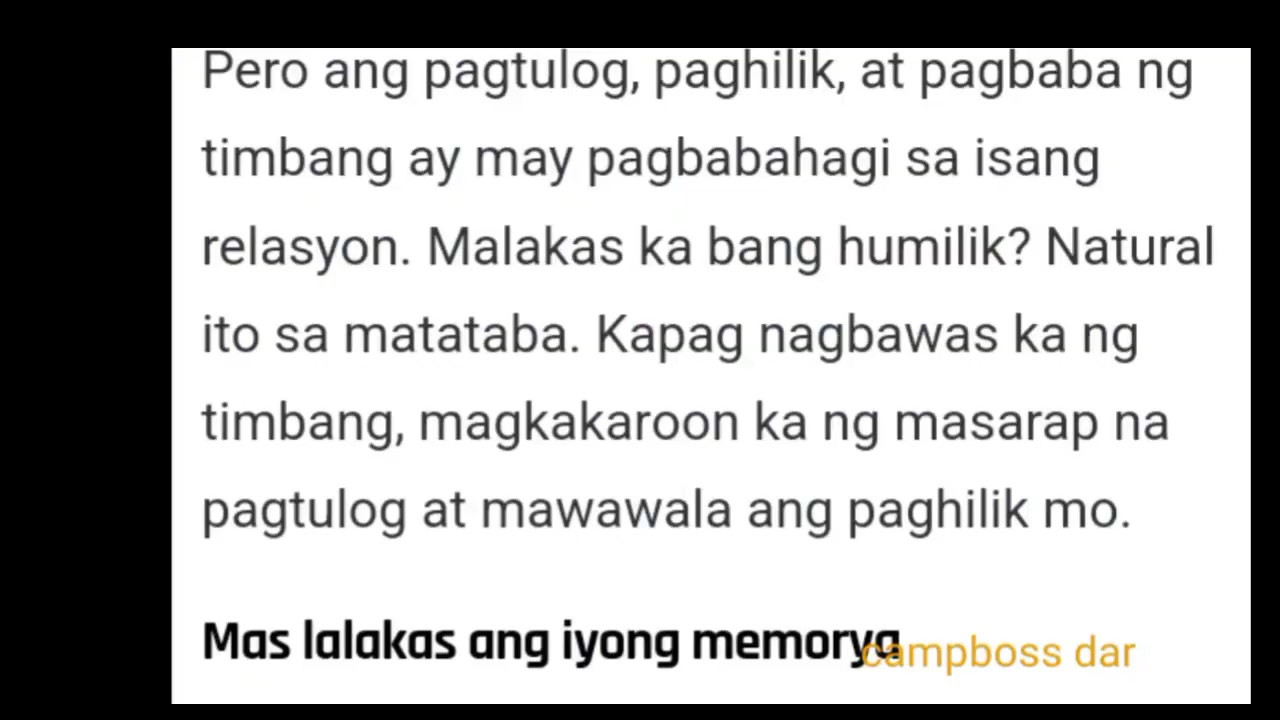 Pero ang pagtulog, paghilik, at pagbaba ng
timbang ay may pagbabahagi sa isang
relasyon. Malakas ka bang humilik? Natural
ito sa matataba. Kapag nagbawas ka ng
timbang, magkakaroon ka ng masarap na
pagtulog at mawawala ang paghilik mo.
Mas lalakas ang iyong memorya
campboss dar